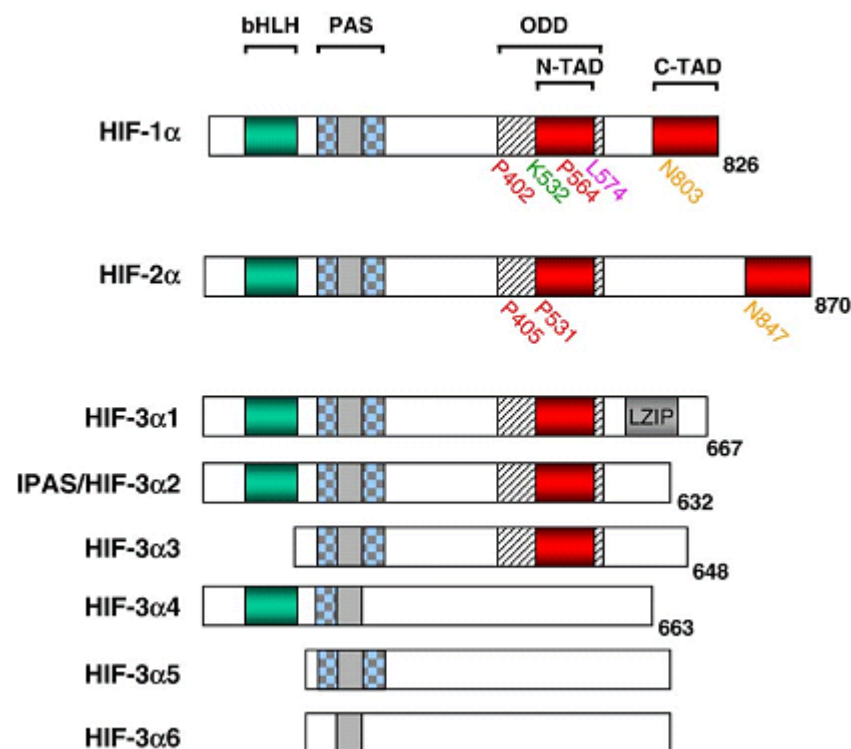 bHLH PAS ODD
N-TAD C-TAD
HIF-1α
826
P402 K532 P564 L574 N803
HIF-2α
870
P405 P531 N847
HIF-3α1 LZIP
667
IPAS/HIF-3α2
632
HIF-3α3
648
HIF-3α4
663
HIF-3α5
HIF-3α6